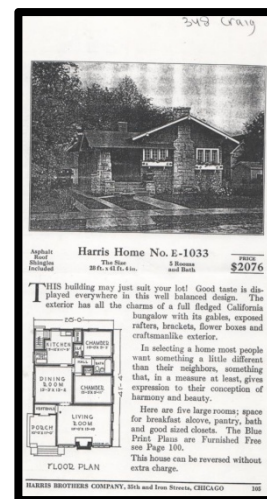 348 Craig
Asphalt
Roof
Shingles
Included
Harris Home No. E-1033
The Size
5 Rooms
and Bath
PRICE
$2076
THIS building may just suit your lot! Good taste is dis-
played everywhere in this well balanced design. The
exterior has all the charms of a full fledged California
bungalow with its gables, exposed
rafters, brackets, flower boxes and
craftsmanlike exterior.
In selecting a home most people
want something a little different
than their neighbors, something
that, in a measure at least, gives
expression to their conception of
harmony and beauty.
Here are five large rooms; space
for breakfast alcove, pantry, bath
and good sized closets. The Blue
Print Plans are Furnished Free
see Page 100.
This house can be reversed without
extra charge.
KITCHEN
CHAMBER
HALL
DINING
ROOM
CHAMBER
VESTIBULE
PORCH
LIVING
ROOM
FLOOR PLAN
HARRIS BROTHERS COMPANY, 35th and Iron Streets, CHICAGO
105